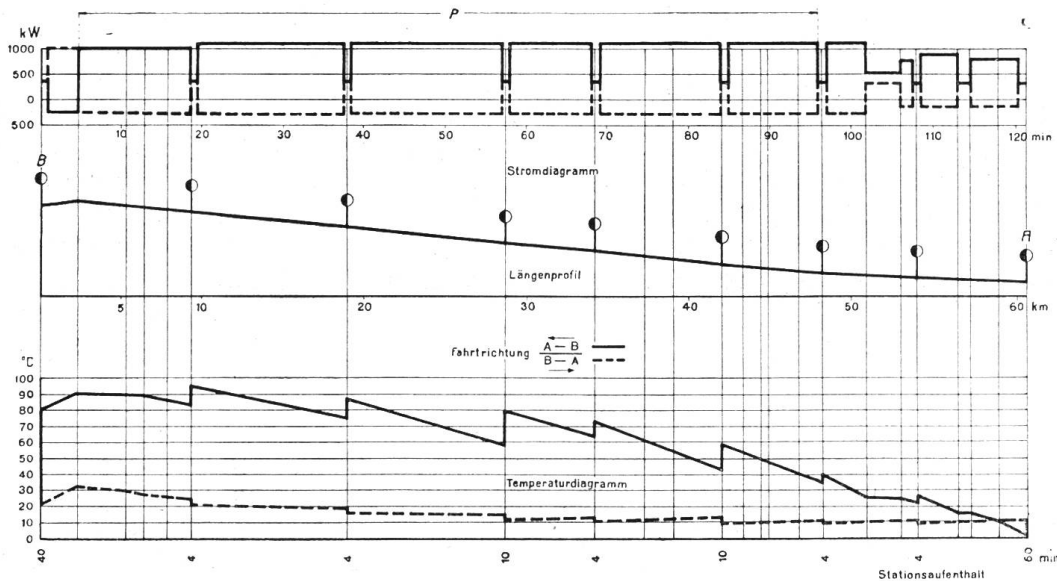 P
kW
1000
500
0
500
10 20 30 40 50 60 70 80 90 100 110 120 min
B
Stromdiagramm
A
Längenprofil
5 10 20 30 40 50 60 km
Fahrtrichtung A – B
B – A
°C
100
90
80
70
60
50
40
30
20
10
0
Temperaturdiagramm
40 4 4 10 4 10 4 4 60 min
Stationsaufenthalt